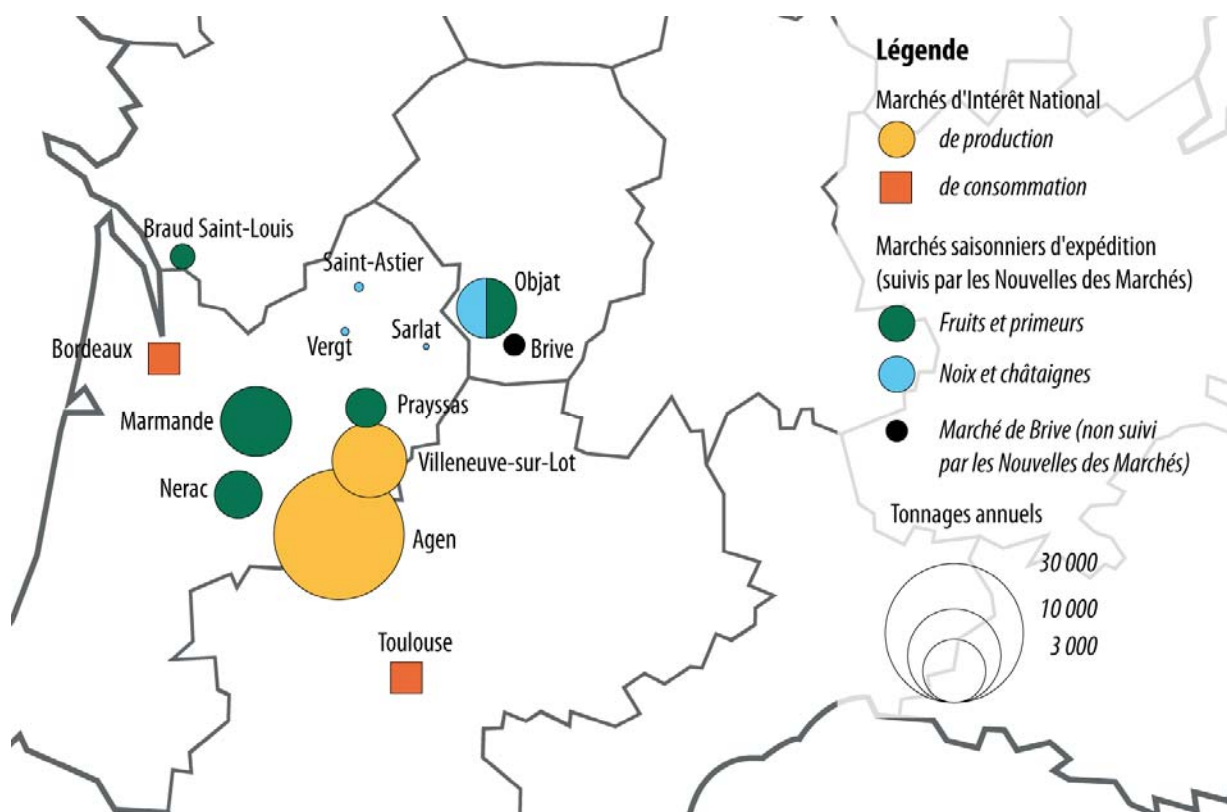 Légende
Marchés d'Intérêt National
de production
de consommation
Marchés saisonniers d'expédition
(suivis par les Nouvelles des Marchés)
Fruits et primeurs
Noix et châtaignes
Marché de Brive (non suivi
par les Nouvelles des Marchés)
Tonnages annuels
30 000
10 000
3 000
Braud Saint-Louis
Saint-Astier
Objat
Bordeaux
Vergt
Sarlat
Brive
Marmande
Prayssas
Villeneuve-sur-Lot
Nerac
Agen
Toulouse